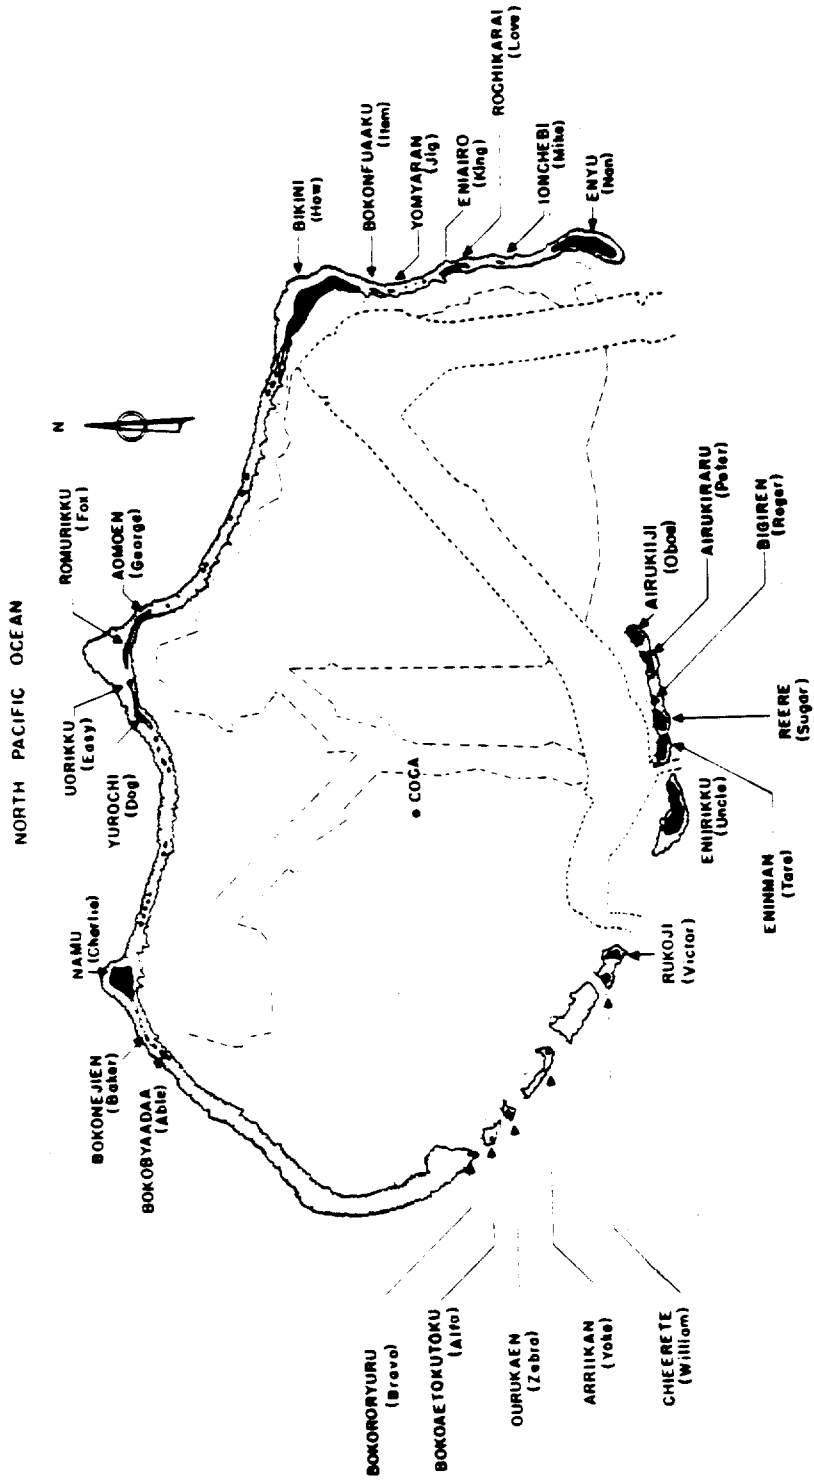 NORTH PACIFIC OCEAN
N
BOKONEJIEN
(Baker)
BOKOBYAADAA
(Able)
NAMU
(Charlie)
YUROCHI
(Dog)
UORIKKU
(Easy)
ROMURIKKU
(Fox)
AOMOEN
(George)
BIKINI
(How)
BOKONFUAAKU
(Item)
YOMYARAN
(Jig)
ENIAIRO
(King)
ROCHIKARAI
(Love)
IONCHEBI
(Mike)
ENYU
(Nan)
COCA
AIRUKIIJI
(Oboe)
AIRUKIRARU
(Peter)
BIGIREN
(Roger)
REERE
(Sugar)
ENINMAN
(Tare)
ENIJRIKKU
(Uncle)
RUKOJI
(Victor)
CHIEERETE
(William)
ARRIIKAN
(Yoke)
OURUKAEN
(Zebra)
BOKOAETOKUTOKU
(Alfa)
BOKORORYURU
(Bravo)